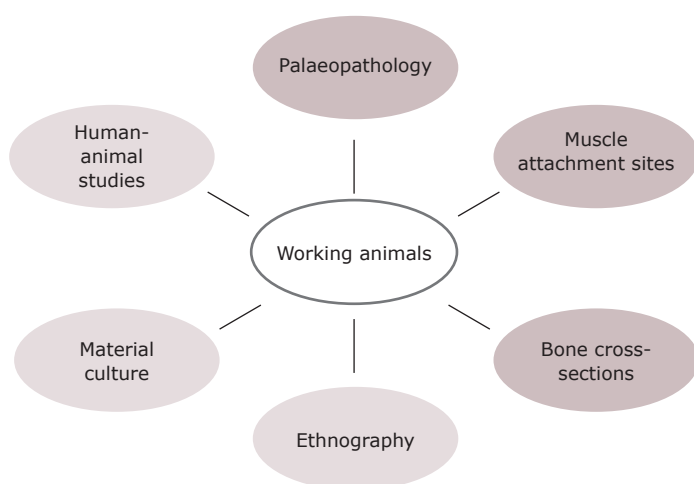 Palaeopathology
Human-
animal
studies
Muscle
attachment sites
Working animals
Material
culture
Bone cross-
sections
Ethnography